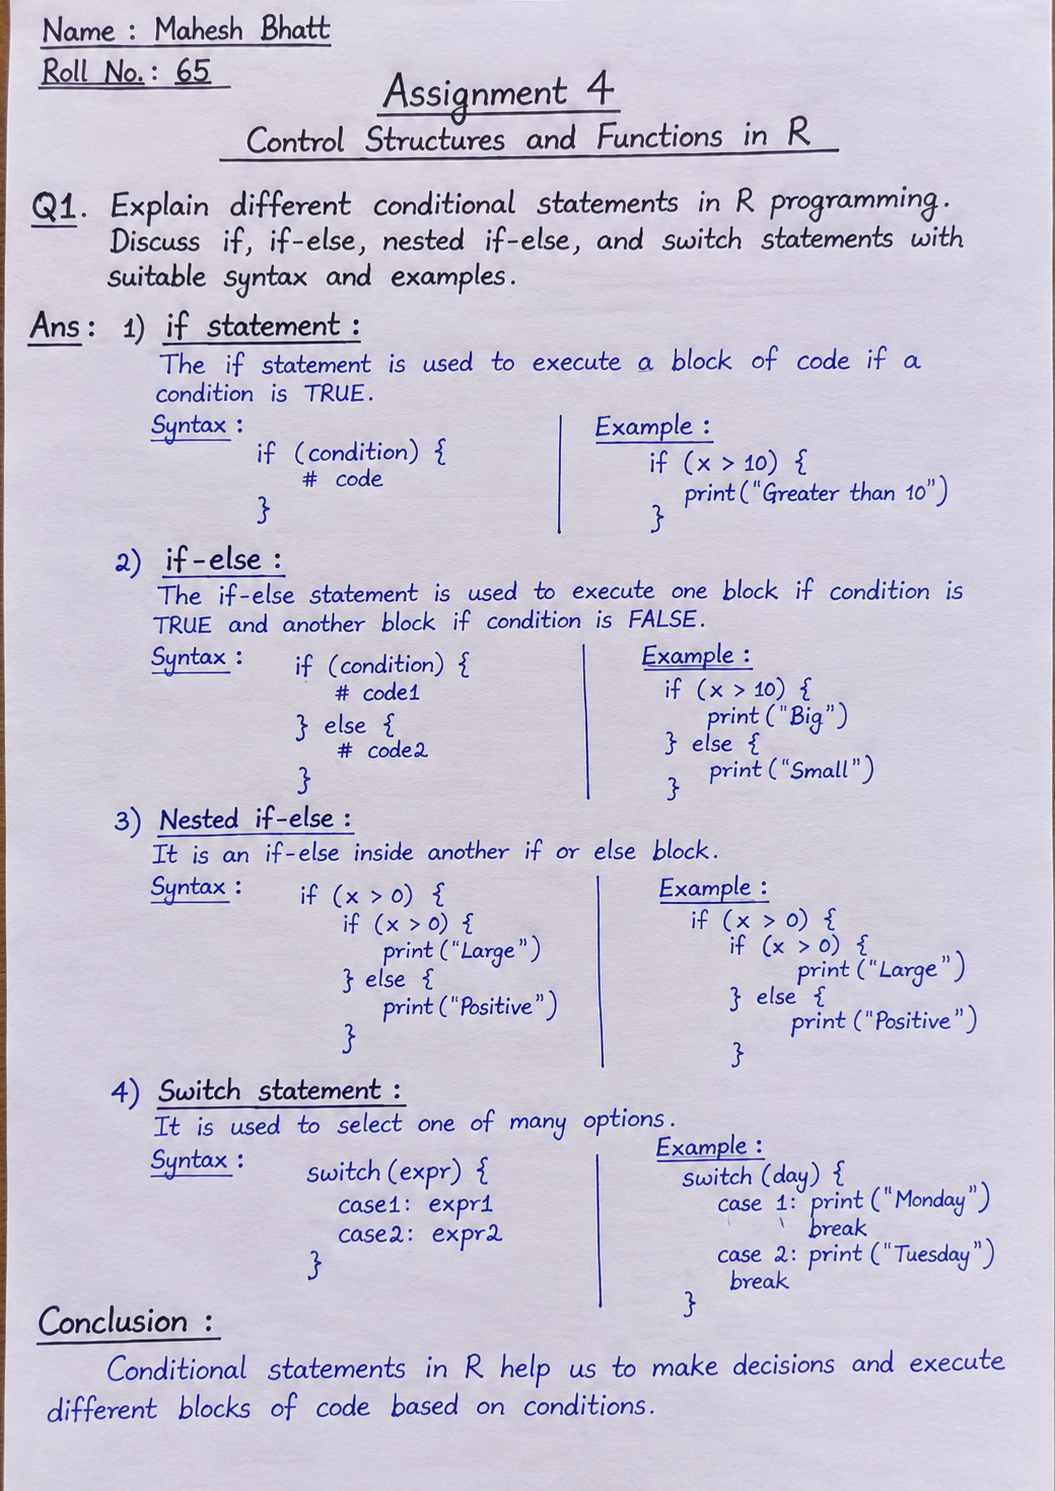 Name : Mahesh Bhatt
Roll No. : 65
Assignment 4
Control Structures and Functions in R
Q1. Explain different conditional statements in R programming.
Discuss if, if-else, nested if-else, and switch statements with
suitable syntax and examples.
Ans : 1) if statement :
The if statement is used to execute a block of code if a
condition is TRUE.
Syntax :
if (condition) {
# code
}
Example :
if (x > 10) {
print ("Greater than 10")
}
2) if-else :
The if-else statement is used to execute one block if condition is
TRUE and another block if condition is FALSE.
Syntax :
if (condition) {
# code1
} else {
# code2
}
Example :
if (x > 10) {
print ("Big")
} else {
print ("Small")
}
3) Nested if-else :
It is an if-else inside another if or else block.
Syntax :
if (x > 0) {
if (x > 0) {
print ("Large")
} else {
print ("Positive")
}
Example :
if (x > 0) {
if (x > 0) {
print ("Large")
} else {
print ("Positive")
}
4) Switch statement :
It is used to select one of many options.
Syntax :
switch (expr) {
case1: expr1
case2: expr2
}
Example :
switch (day) {
case 1: print ("Monday")
break
case 2: print ("Tuesday")
break
}
Conclusion :
Conditional statements in R help us to make decisions and execute
different blocks of code based on conditions.